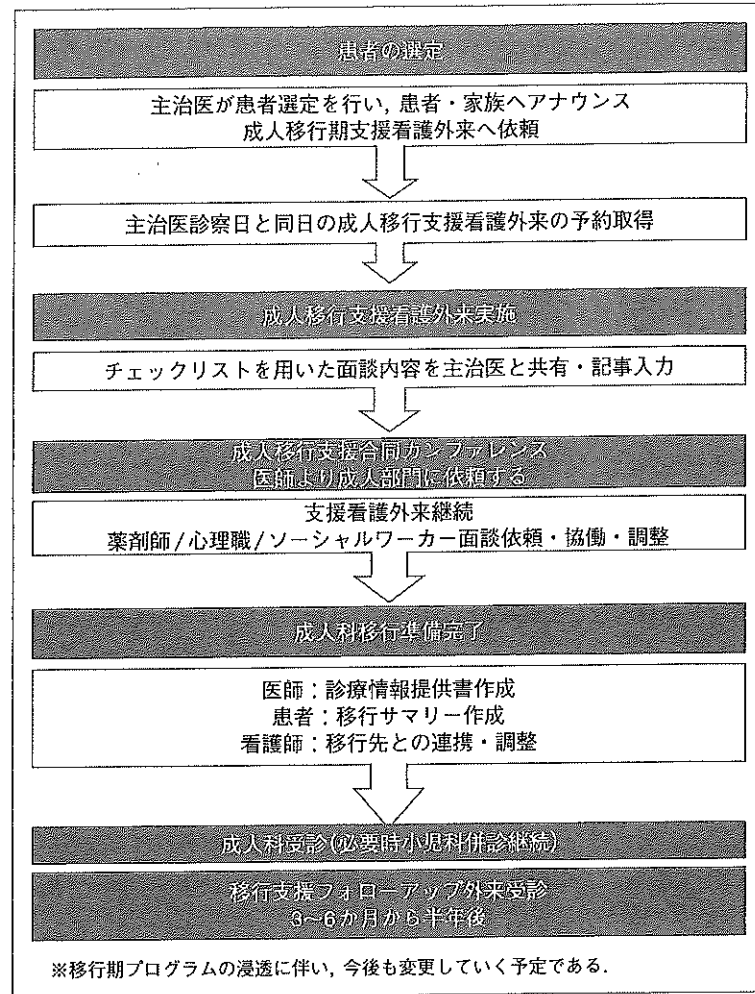 患者の選定
主治医が患者選定を行い, 患者・家族へアナウンス
成人移行期支援看護外来へ依頼
主治医診察日と同日の成人移行支援看護外来の予約取得
成人移行支援看護外来実施
チェックリストを用いた面談内容を主治医と共有・記事入力
成人移行支援合同カンファレンス
医師より成人部門に依頼する
支援看護外来継続
薬剤師/心理職/ソーシャルワーカー面談依頼・協働・調整
成人科移行準備完了
医師：診療情報提供書作成
患者：移行サマリー作成
看護師：移行先との連携・調整
成人科受診(必要時小児科併診継続)
移行支援フォローアップ外来受診
3〜6か月から半年後
※移行期プログラムの浸透に伴い, 今後も変更していく予定である.